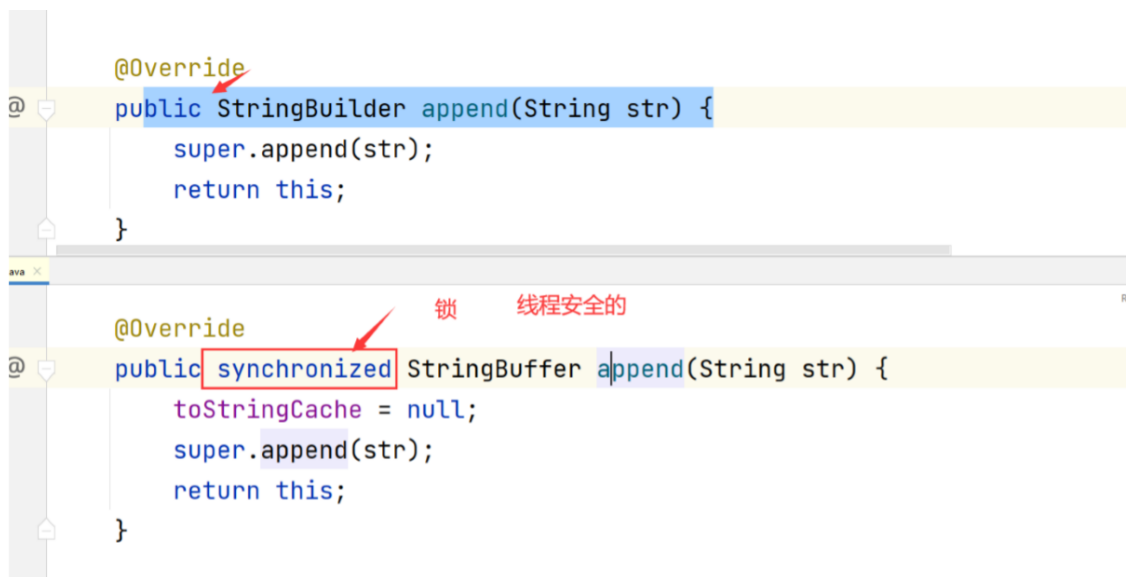 @Override
@ public StringBuilder append(String str) {
super.append(str);
return this;
}
ava ×
锁 线程安全的
@Override
@ public synchronized StringBuffer append(String str) {
toStringCache = null;
super.append(str);
return this;
}